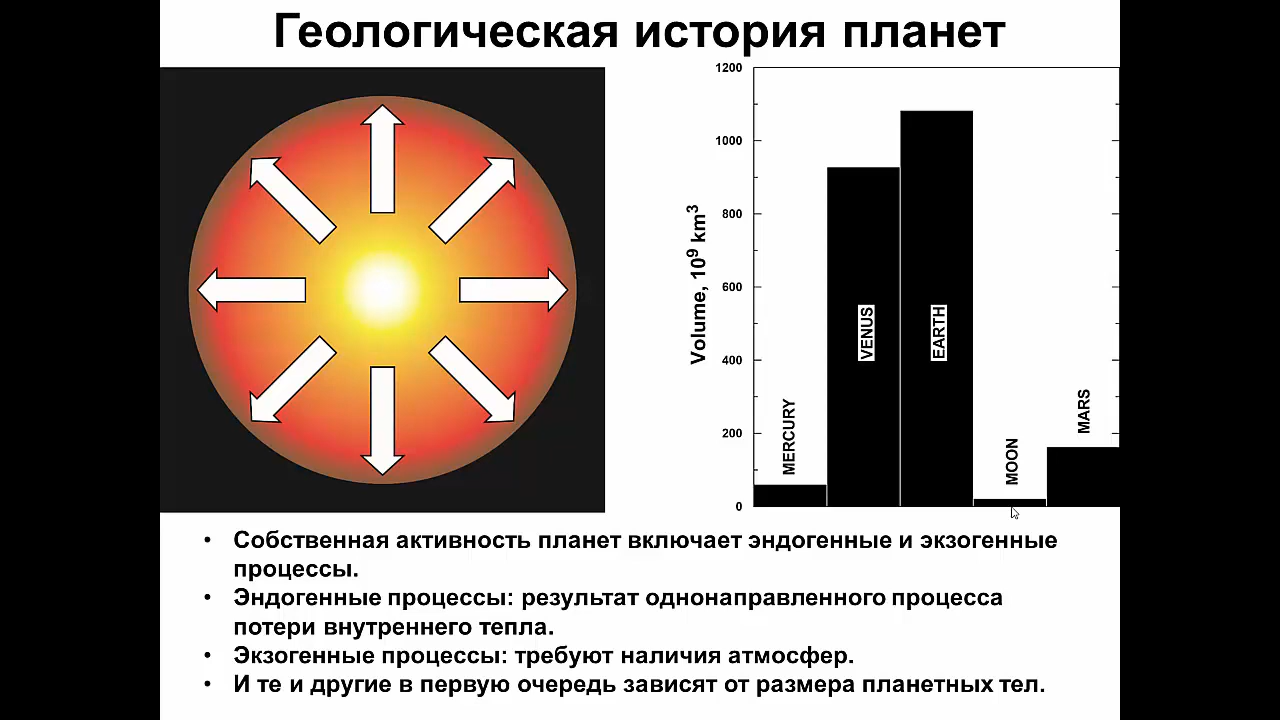 Геологическая история планет
1200
1000
800
600
400
200
0
Volume, 10⁹ km³
MERCURY
VENUS
EARTH
MOON
MARS
• Собственная активность планет включает эндогенные и экзогенные
процессы.
• Эндогенные процессы: результат однонаправленного процесса
потери внутреннего тепла.
• Экзогенные процессы: требуют наличия атмосфер.
• И те и другие в первую очередь зависят от размера планетных тел.